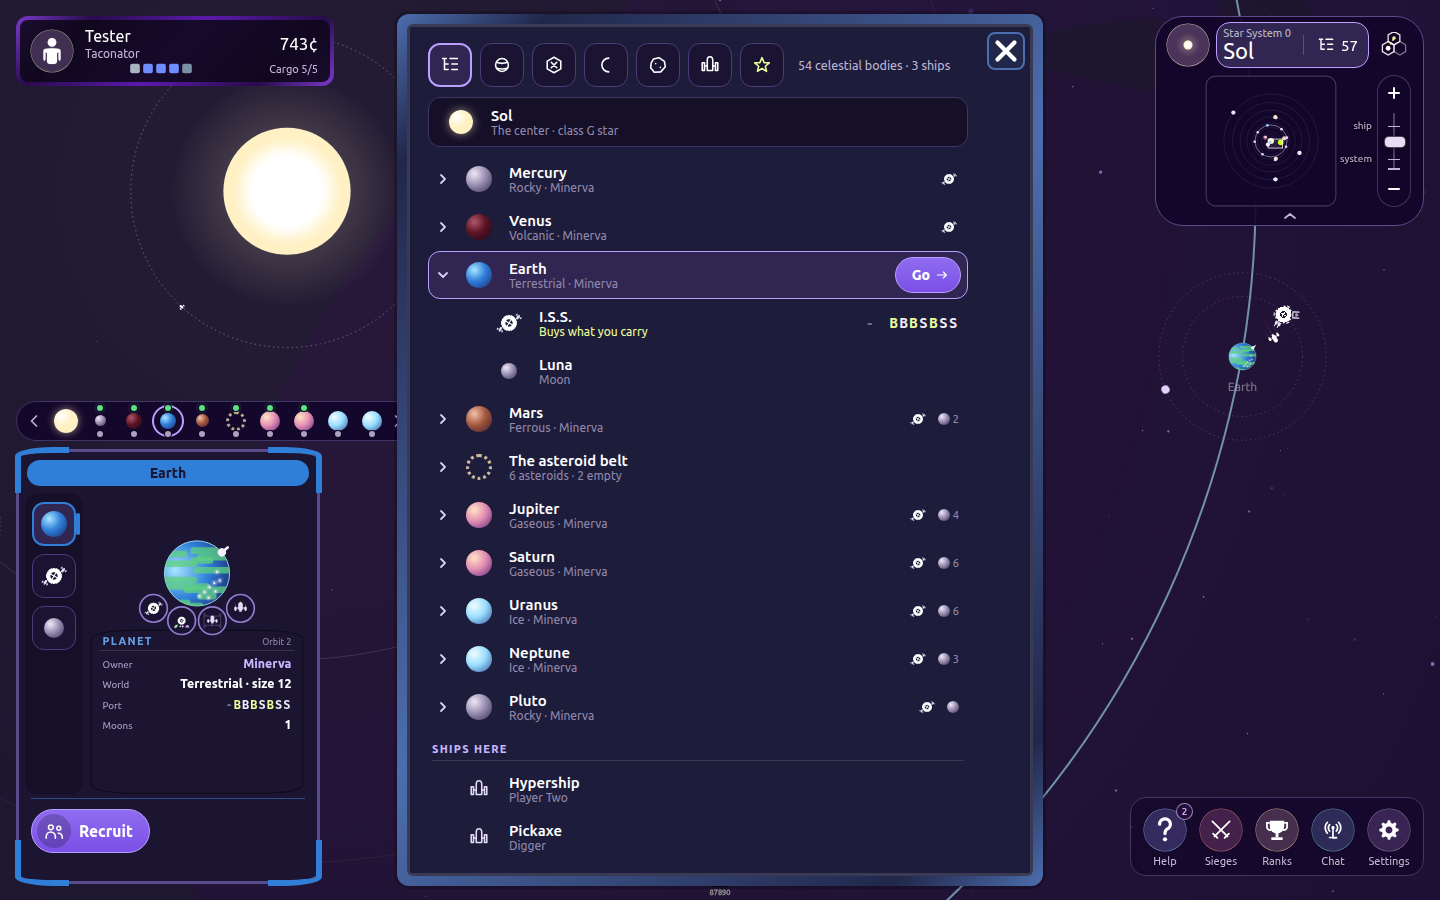 Tester
Taconator
743¢
Cargo 5/5
54 celestial bodies · 3 ships
Sol
The center · class G star
Mercury
Rocky · Minerva
Venus
Volcanic · Minerva
Earth
Terrestrial · Minerva
Go →
I.S.S.
Buys what you carry
- BBBSBSS
Luna
Moon
Mars
Ferrous · Minerva
2
The asteroid belt
6 asteroids · 2 empty
Jupiter
Gaseous · Minerva
4
Saturn
Gaseous · Minerva
6
Uranus
Ice · Minerva
6
Neptune
Ice · Minerva
3
Pluto
Rocky · Minerva
SHIPS HERE
Hypership
Player Two
Pickaxe
Digger
87890
Earth
PLANET
Orbit 2
Owner
Minerva
World
Terrestrial · size 12
Port
-BBBSBSS
Moons
1
Recruit
Star System 0
Sol
57
ship
system
+
−
Earth
2
?
Help
Sieges
Ranks
Chat
Settings